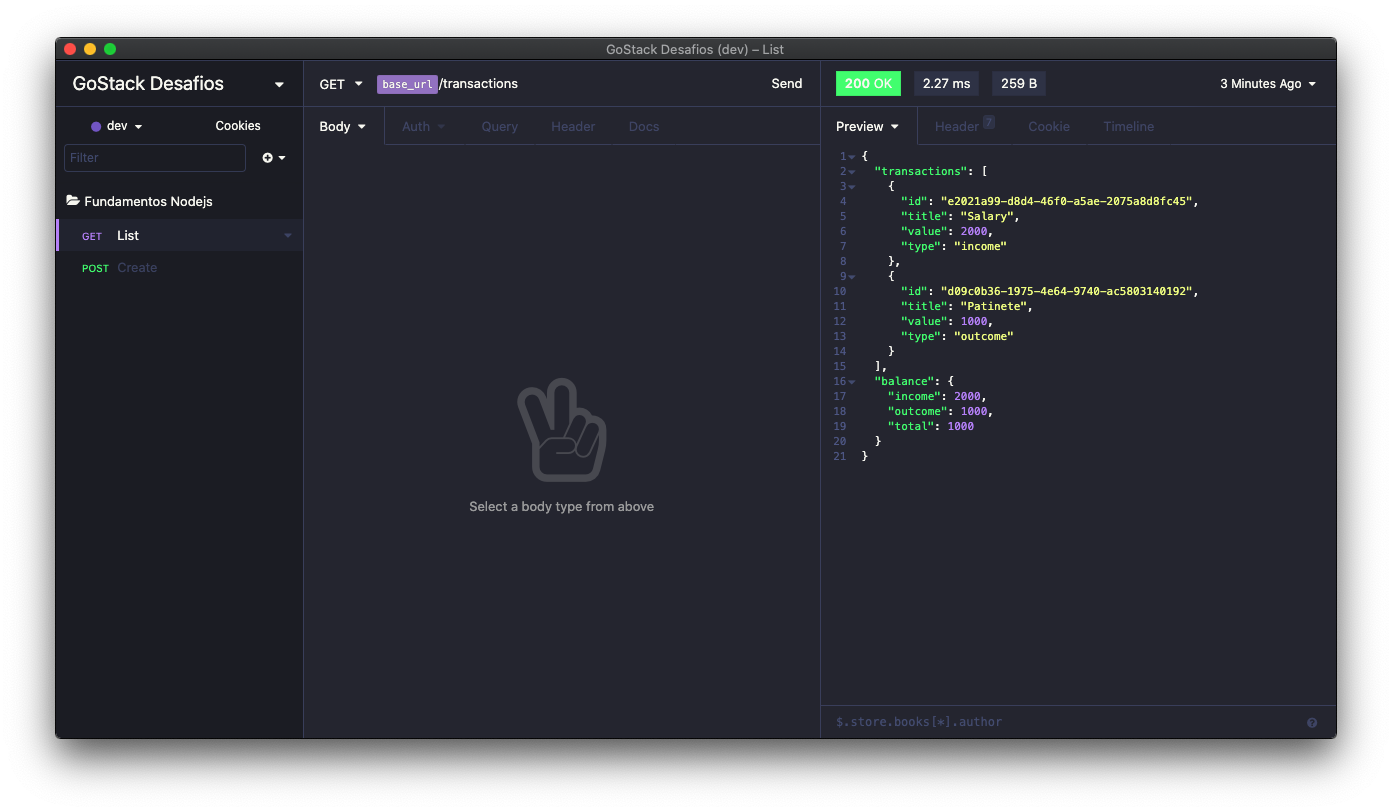 GoStack Desafios (dev) – List
GoStack Desafios
dev
Cookies
Filter
Fundamentos Nodejs
GET List
POST Create
GET base_url/transactions Send
Body Auth Query Header Docs
Select a body type from above
200 OK 2.27 ms 259 B 3 Minutes Ago
Preview Header 7 Cookie Timeline
1 {
2 "transactions": [
3 {
4 "id": "e2021a99-d8d4-46f0-a5ae-2075a8d8fc45",
5 "title": "Salary",
6 "value": 2000,
7 "type": "income"
8 },
9 {
10 "id": "d09c0b36-1975-4e64-9740-ac5803140192",
11 "title": "Patinete",
12 "value": 1000,
13 "type": "outcome"
14 }
15 ],
16 "balance": {
17 "income": 2000,
18 "outcome": 1000,
19 "total": 1000
20 }
21 }
$.store.books[*].author